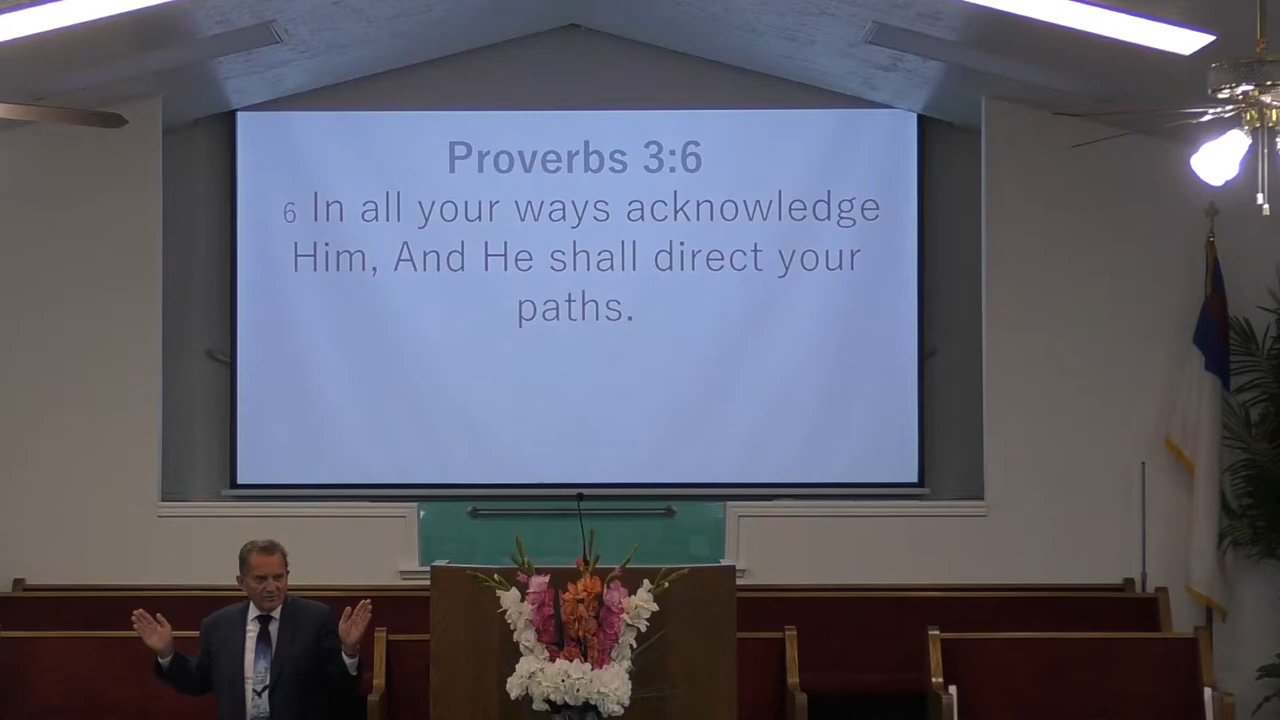 Proverbs 3:6
6 In all your ways acknowledge
Him, And He shall direct your
paths.